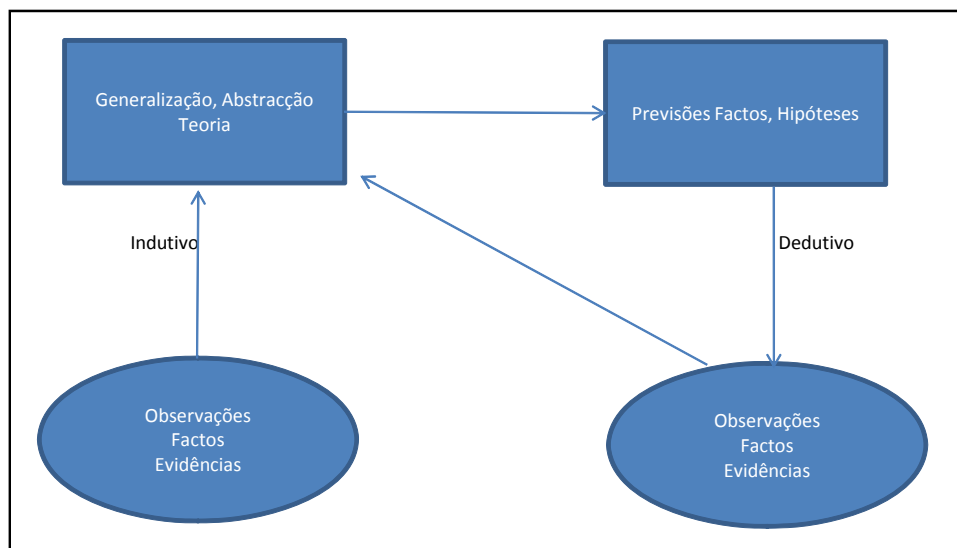 Generalização, Abstracção
Teoria
Previsões Factos, Hipóteses
Indutivo
Dedutivo
Observações
Factos
Evidências
Observações
Factos
Evidências